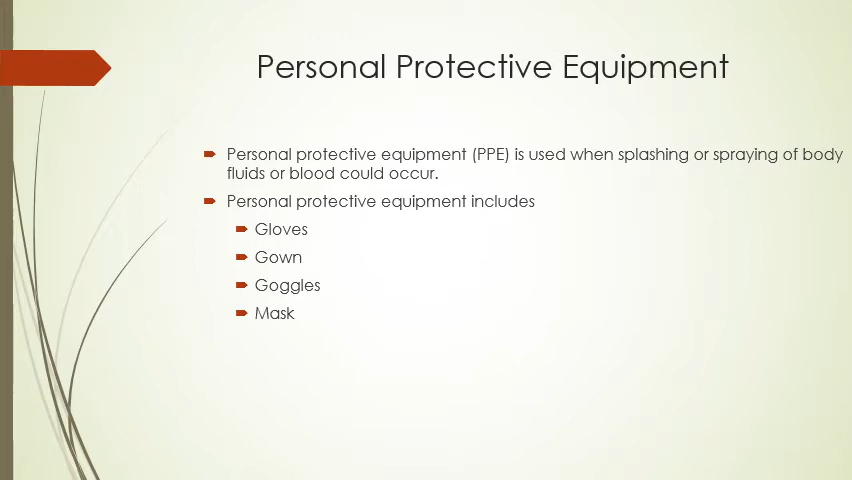 Personal Protective Equipment
Personal protective equipment (PPE) is used when splashing or spraying of body
fluids or blood could occur.
Personal protective equipment includes
Gloves
Gown
Goggles
Mask